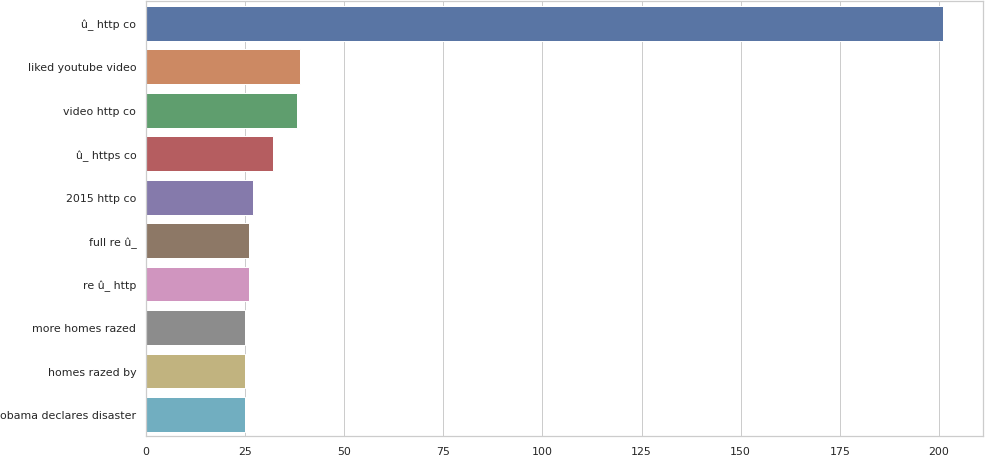 û_ http co
liked youtube video
video http co
û_ https co
2015 http co
full re û_
re û_ http
more homes razed
homes razed by
obama declares disaster
0 25 50 75 100 125 150 175 200